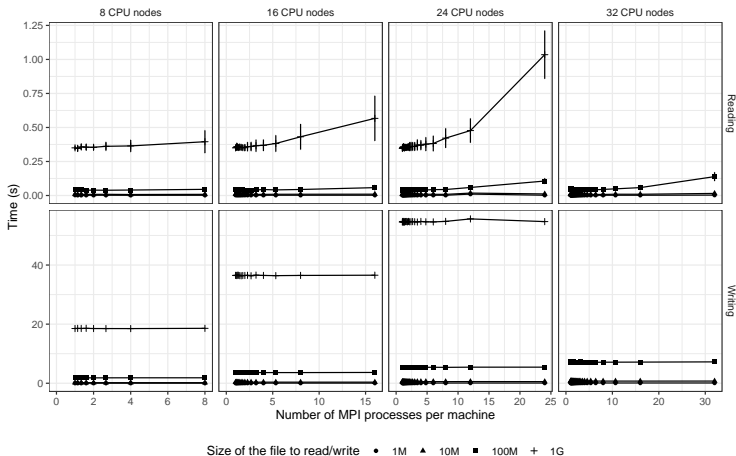 8 CPU nodes 16 CPU nodes 24 CPU nodes 32 CPU nodes
1.25
1.00
0.75
0.50
0.25
0.00
Reading
Time (s)
40
20
0
Writing
0 2 4 6 8 0 5 10 15 0 5 10 15 20 25 0 10 20 30
Number of MPI processes per machine
Size of the file to read/write 1M 10M 100M 1G